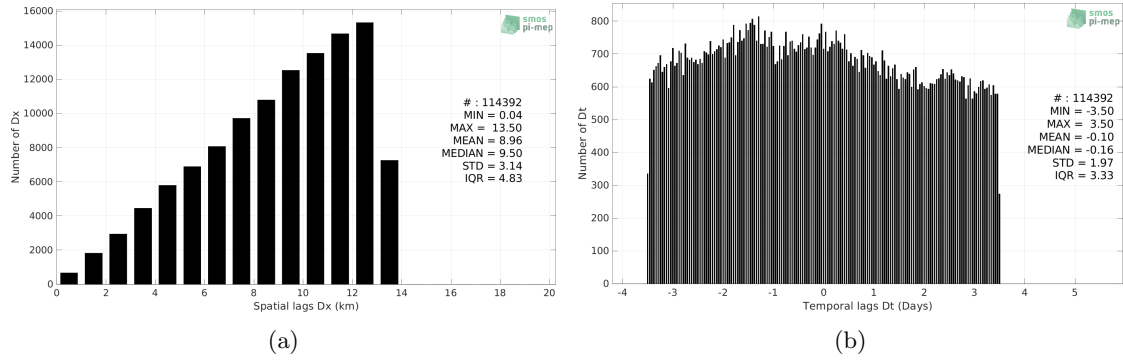 16000
14000
12000
10000
8000
6000
4000
2000
0
Number of Dx
0 2 4 6 8 10 12 14 16 18 20
Spatial lags Dx (km)
smos
pi-mep
# : 114392
MIN = 0.04
MAX = 13.50
MEAN = 8.96
MEDIAN = 9.50
STD = 3.14
IQR = 4.83
(a)
800
700
600
500
400
300
200
100
0
Number of Dt
-4 -3 -2 -1 0 1 2 3 4 5
Temporal lags Dt (Days)
smos
pi-mep
# : 114392
MIN = -3.50
MAX = 3.50
MEAN = -0.10
MEDIAN = -0.16
STD = 1.97
IQR = 3.33
(b)